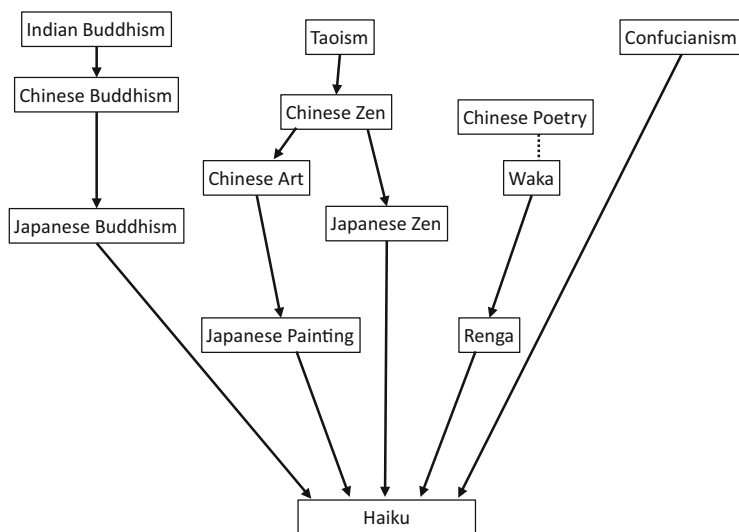 Indian Buddhism
Taoism
Confucianism
Chinese Buddhism
Chinese Zen
Chinese Poetry
Chinese Art
Waka
Japanese Buddhism
Japanese Zen
Japanese Painting
Renga
Haiku